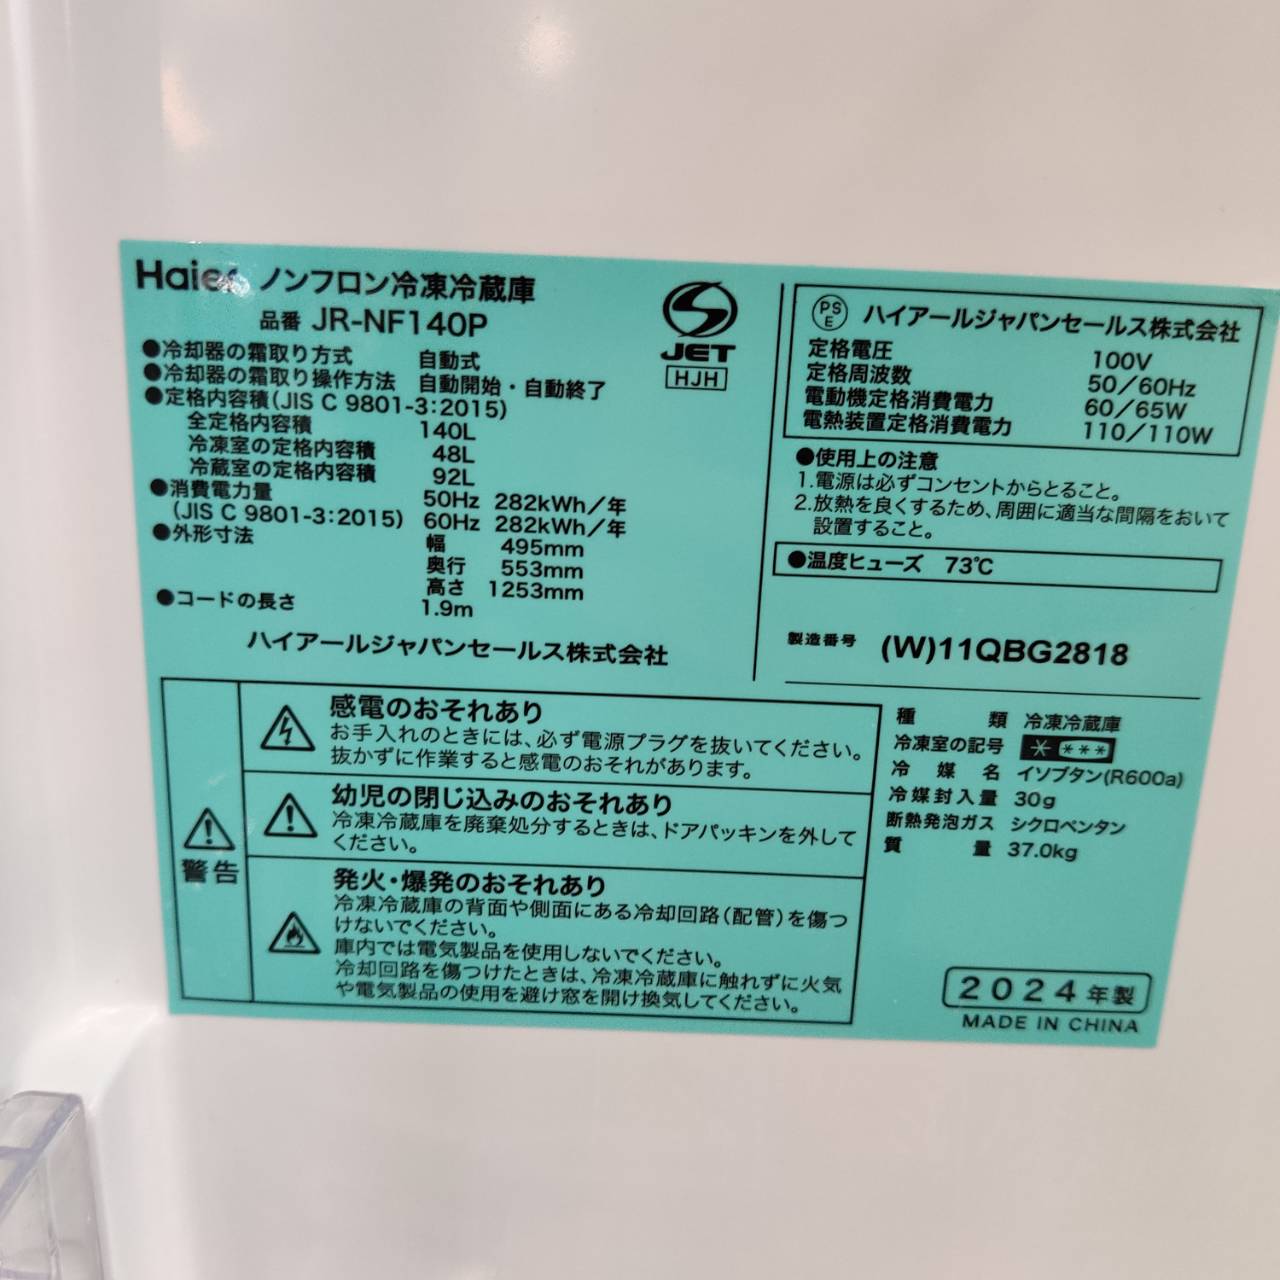 Haier ノンフロン冷凍冷蔵庫
品番 JR-NF140P
●冷却器の霜取り方式 自動式
●冷却器の霜取り操作方法 自動開始・自動終了
●定格内容積(JIS C 9801-3:2015)
全定格内容積 140L
冷凍室の定格内容積 48L
冷蔵室の定格内容積 92L
●消費電力量 50Hz 282kWh/年
(JIS C 9801-3:2015) 60Hz 282kWh/年
●外形寸法 幅 495mm
奥行 553mm
高さ 1253mm
●コードの長さ 1.9m
ハイアールジャパンセールス株式会社
JET
HJH
PSE ハイアールジャパンセールス株式会社
定格電圧 100V
定格周波数 50/60Hz
電動機定格消費電力 60/65W
電熱装置定格消費電力 110/110W
●使用上の注意
1.電源は必ずコンセントからとること。
2.放熱を良くするため、周囲に適当な間隔をおいて
設置すること。
●温度ヒューズ 73℃
製造番号 (W)11QBG2818
警告
感電のおそれあり
お手入れのときには、必ず電源プラグを抜いてください。
抜かずに作業すると感電のおそれがあります。
幼児の閉じ込みのおそれあり
冷凍冷蔵庫を廃棄処分するときは、ドアパッキンを外して
ください。
発火・爆発のおそれあり
冷凍冷蔵庫の背面や側面にある冷却回路(配管)を傷つ
けないでください。
庫内では電気製品を使用しないでください。
冷却回路を傷つけたときは、冷凍冷蔵庫に触れずに火気
や電気製品の使用を避け窓を開け換気してください。
種類 冷凍冷蔵庫
冷凍室の記号 ＊ ＊＊＊
冷媒名 イソブタン(R600a)
冷媒封入量 30g
断熱発泡ガス シクロペンタン
質量 37.0kg
2024年製
MADE IN CHINA